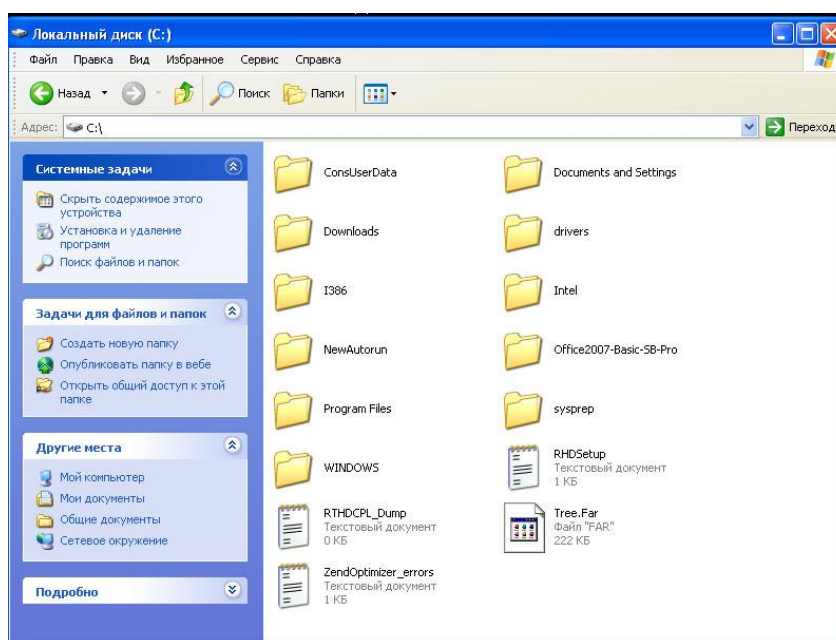 Локальный диск (C:)
Файл Правка Вид Избранное Сервис Справка
Назад Поиск Папки
Адрес: C:\ Переход
Системные задачи
Скрыть содержимое этого
устройства
Установка и удаление
программ
Поиск файлов и папок
Задачи для файлов и папок
Создать новую папку
Опубликовать папку в вебе
Открыть общий доступ к этой
папке
Другие места
Мой компьютер
Мои документы
Общие документы
Сетевое окружение
Подробно
ConsUserData
Documents and Settings
Downloads
drivers
I386
Intel
NewAutorun
Office2007-Basic-SB-Pro
Program Files
sysprep
WINDOWS
RHDSetup
Текстовый документ
1 КБ
RTHDCPL_Dump
Текстовый документ
0 КБ
Tree.Far
Файл "FAR"
222 КБ
ZendOptimizer_errors
Текстовый документ
1 КБ